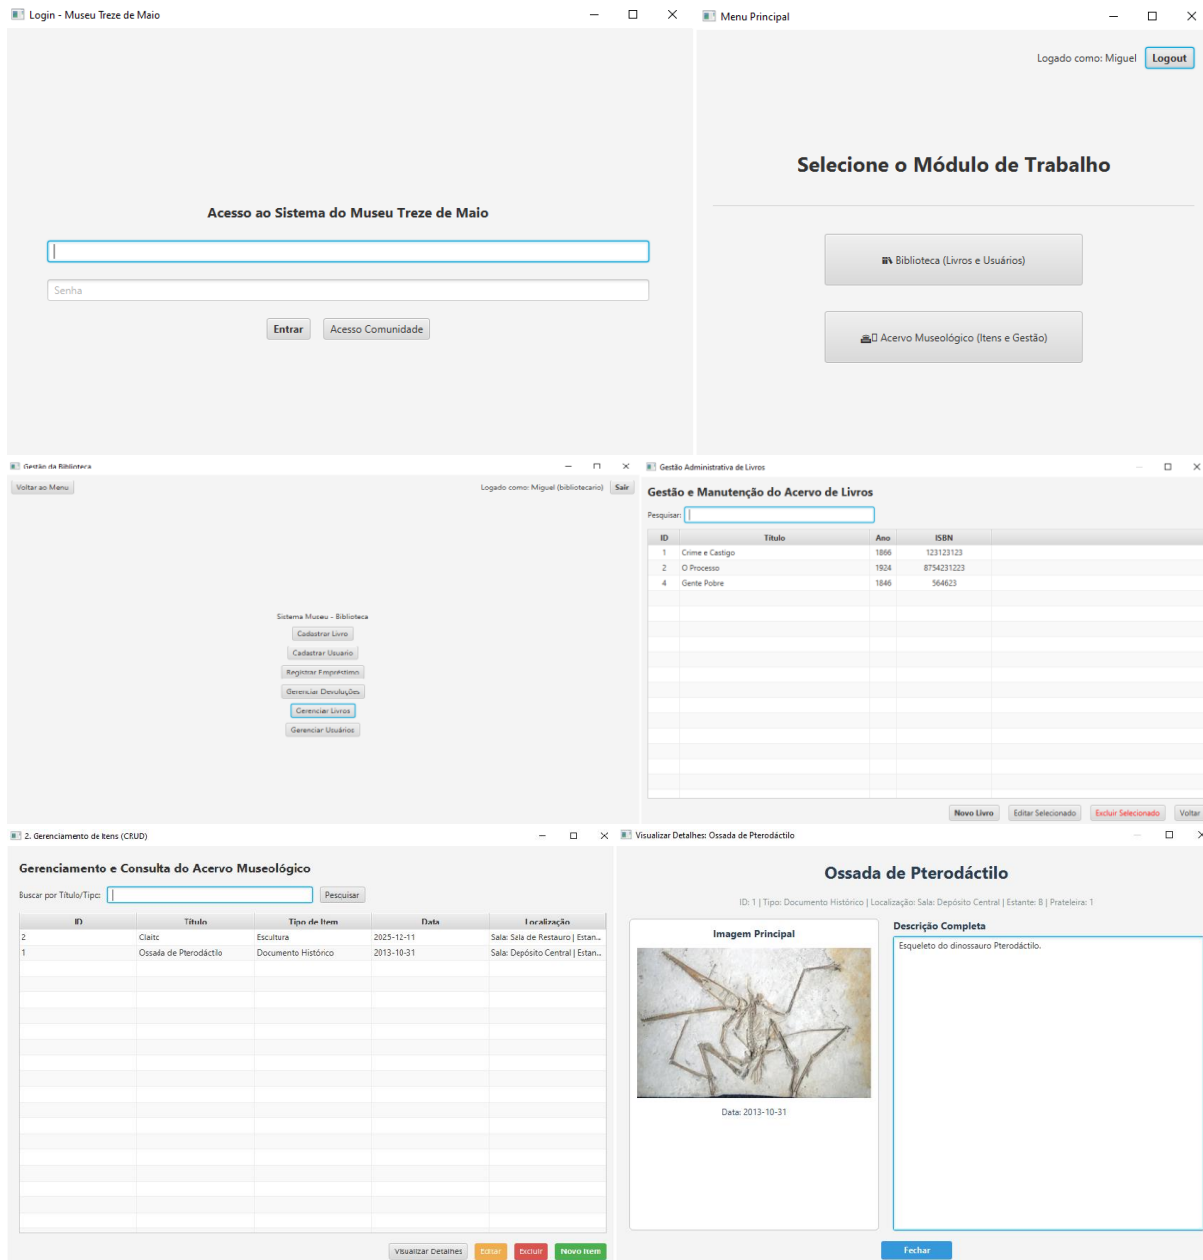 Login - Museu Treze de Maio
Acesso ao Sistema do Museu Treze de Maio
Senha
Entrar Acesso Comunidade
Menu Principal
Logado como: Miguel Logout
Selecione o Módulo de Trabalho
Biblioteca (Livros e Usuários)
Acervo Museológico (Itens e Gestão)
Gestão da Biblioteca
Voltar ao Menu Logado como: Miguel (bibliotecario) Sair
Sistema Museu - Biblioteca
Cadastrar Livro
Cadastrar Usuario
Registrar Empréstimo
Gerenciar Devoluções
Gerenciar Livros
Gerenciar Usuários
Gestão Administrativa de Livros
Gestão e Manutenção do Acervo de Livros
Pesquisar:
ID Título Ano ISBN
1 Crime e Castigo 1866 123123123
2 O Processo 1924 8754231223
4 Gente Pobre 1846 564623
Novo Livro Editar Selecionado Excluir Selecionado Voltar
2. Gerenciamento de Itens (CRUD)
Gerenciamento e Consulta do Acervo Museológico
Buscar por Título/Tipo: Pesquisar
ID Título Tipo de Item Data Localização
2 Claitc Escultura 2025-12-11 Sala: Sala de Restauro | Estan...
1 Ossada de Pterodáctilo Documento Histórico 2013-10-31 Sala: Depósito Central | Estan...
Visualizar Detalhes Editar Excluir Novo Item
Visualizar Detalhes: Ossada de Pterodáctilo
Ossada de Pterodáctilo
ID: 1 | Tipo: Documento Histórico | Localização: Sala: Depósito Central | Estante: B | Prateleira: 1
Imagem Principal
Data: 2013-10-31
Descrição Completa
Esqueleto do dinossauro Pterodáctilo.
Fechar